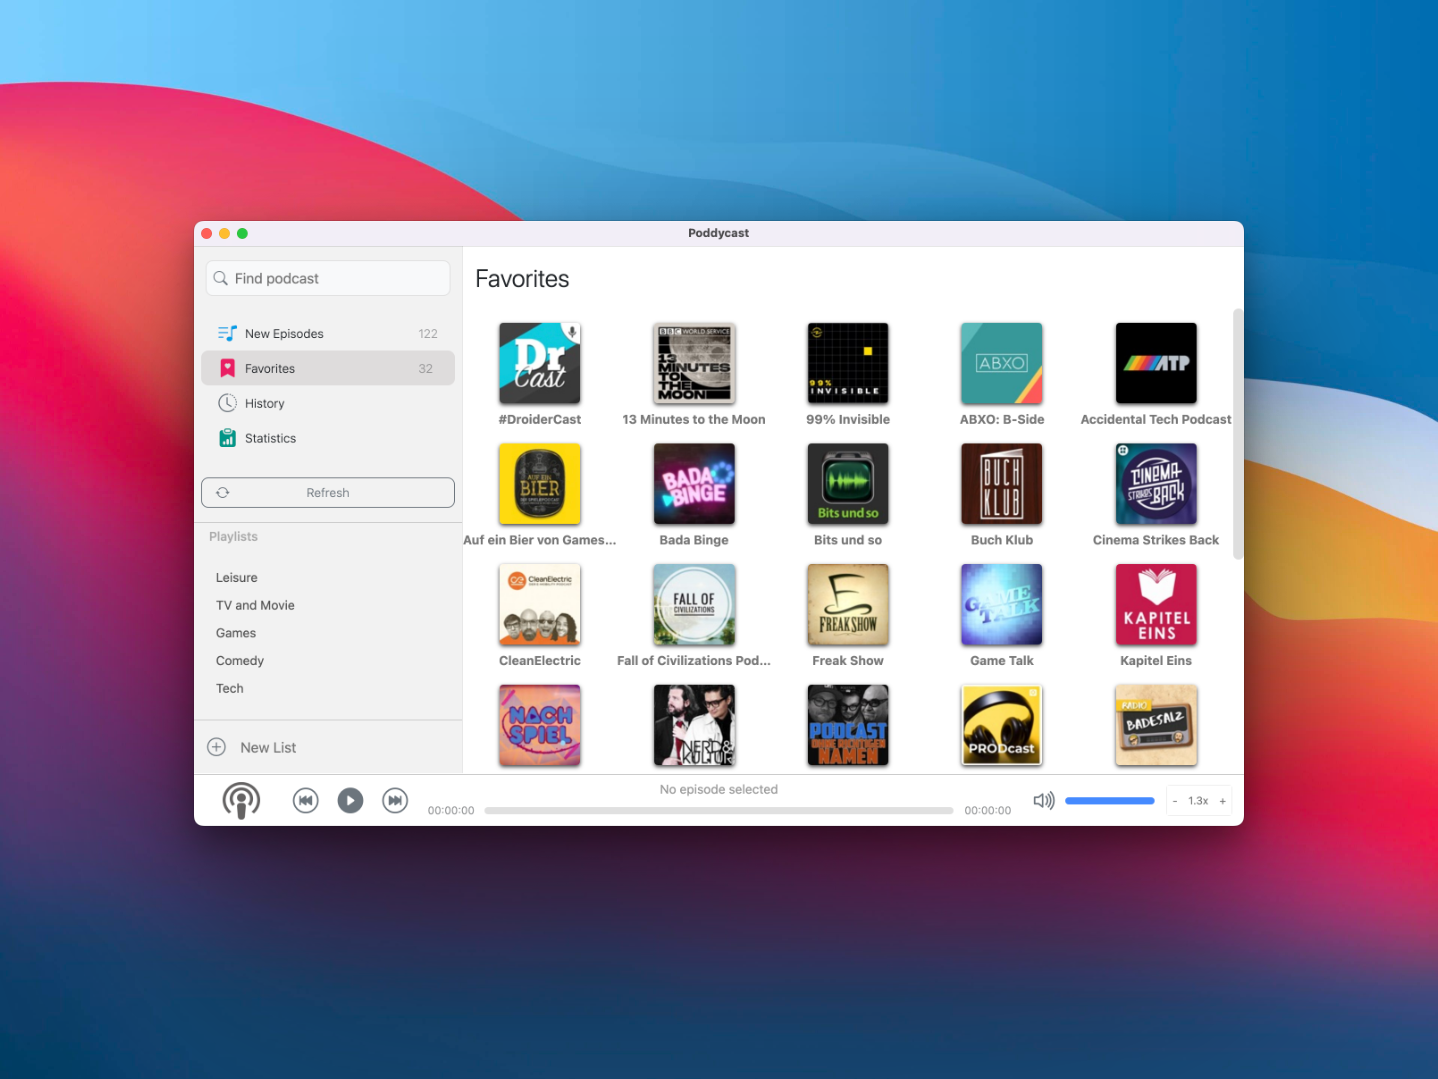 Poddycast
Find podcast
New Episodes 122
Favorites 32
History
Statistics
Refresh
Playlists
Leisure
TV and Movie
Games
Comedy
Tech
New List
Favorites
Dr
Cast
#DroiderCast
BBC WORLD SERVICE
13
MINUTES
TO
THE
MOON
13 Minutes to the Moon
99%
INVISIBLE
99% Invisible
ABXO
ABXO: B-Side
ATP
Accidental Tech Podcast
AUF EIN
BIER
Auf ein Bier von Games...
BADA
BINGE
Bada Binge
Bits und so
Bits und so
BUCH
KLUB
Buch Klub
CINEMA
STRIKES
BACK
Cinema Strikes Back
CleanElectric
CleanElectric
FALL OF
CIVILIZATIONS
Fall of Civilizations Pod...
FREAK SHOW
Freak Show
GAME
TALK
Game Talk
KAPITEL
EINS
Kapitel Eins
NACH
SPIEL
NERD&
KULTUR
PODCAST
OHNE RICHTIGEN
NAMEN
PRODcast
RADIO
BADESALZ
No episode selected
00:00:00
00:00:00
- 1.3x +